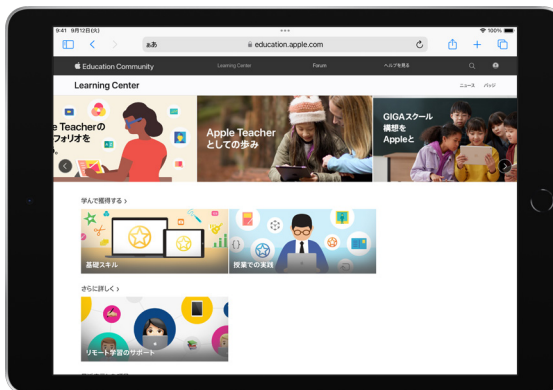 9:41 9月12日(火)
100%
ぁあ
education.apple.com
Education Community
Learning Center
Forum
ヘルプを見る
Learning Center
ニュース
バッジ
e Teacherの
フォリオを
Apple Teacher
としての歩み
GIGAスクール
構想を
Appleと
学んで獲得する >
基礎スキル
授業での実践
さらに詳しく >
リモート学習のサポート